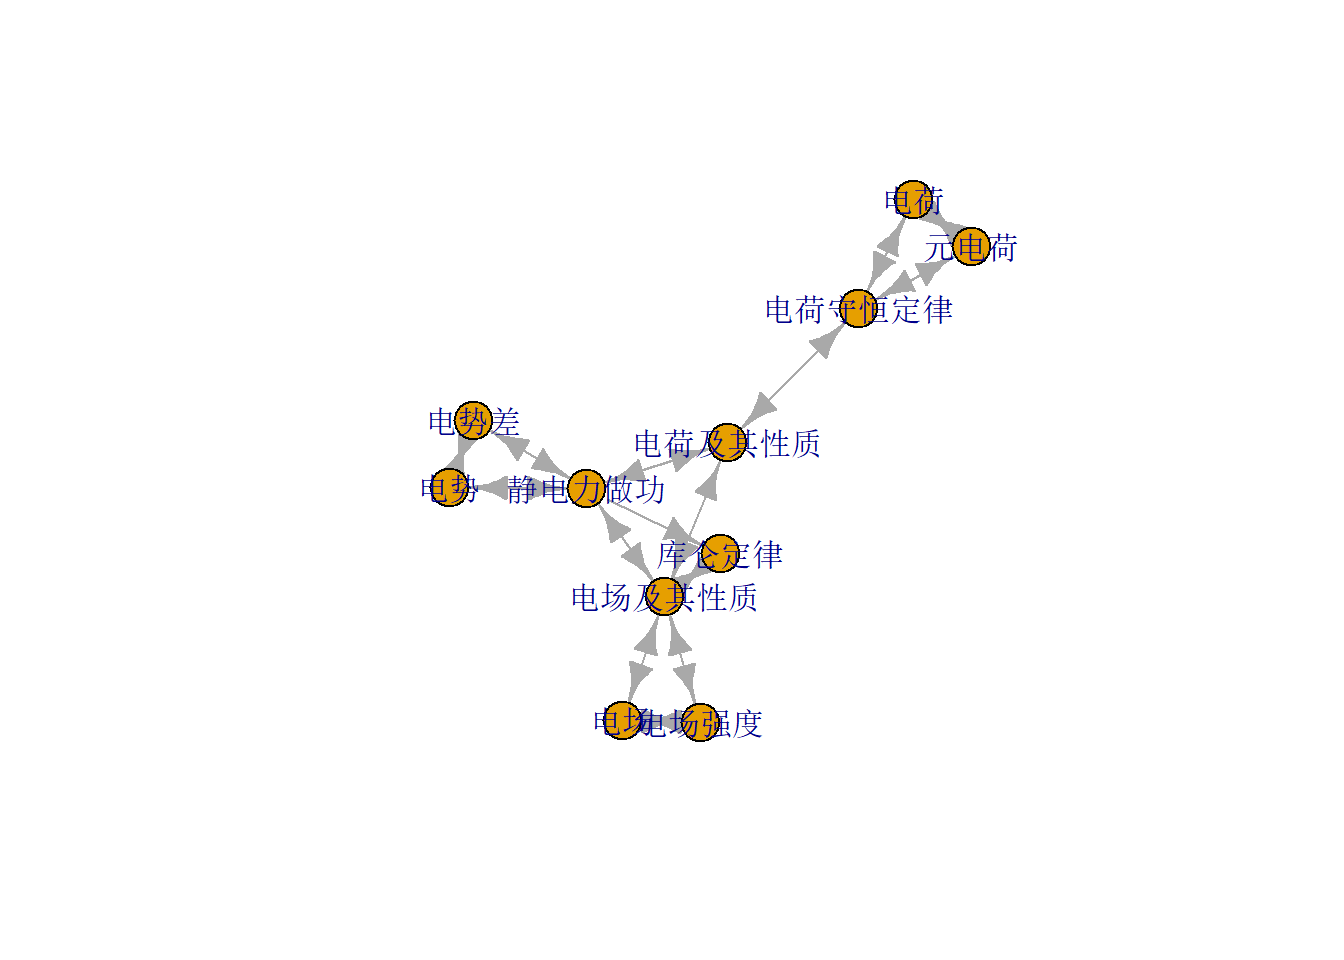 电荷
元电荷
电荷守恒定律
电势差
电荷及其性质
电势
静电力做功
库仑定律
电场及其性质
电场
电场强度